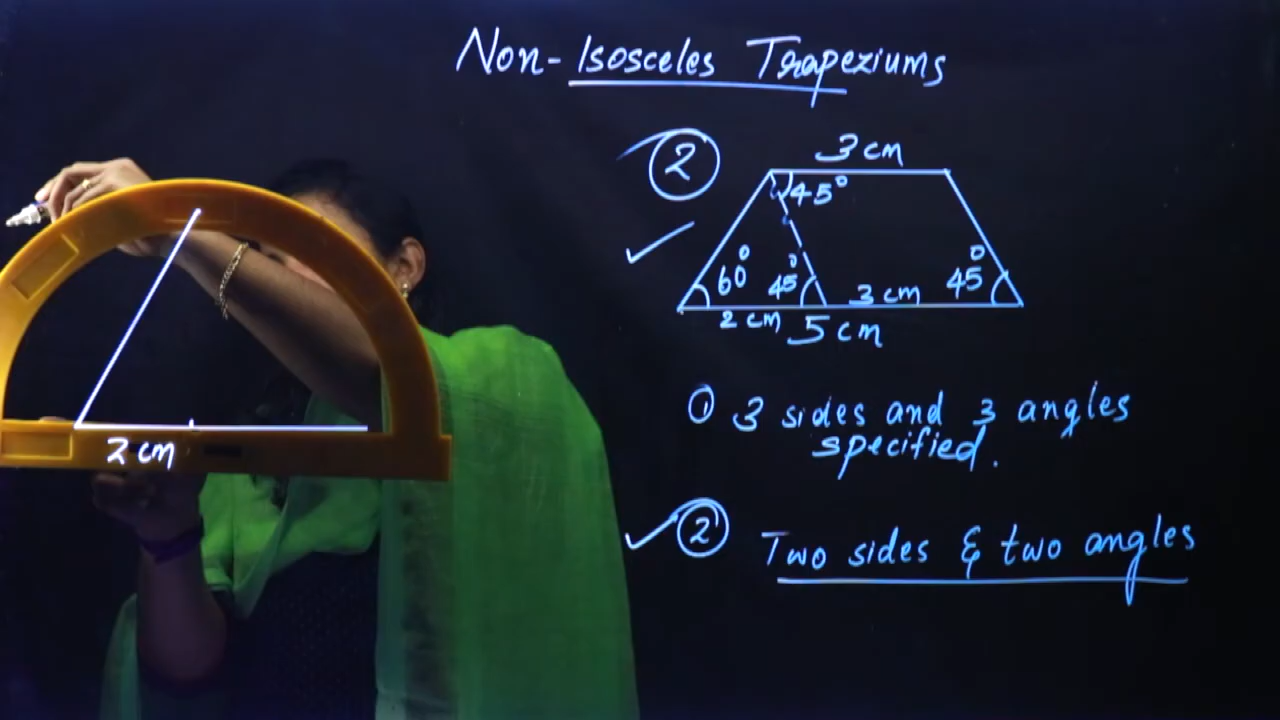 Non-Isosceles Trapeziums
2
3 cm
45°
60°
45°
3 cm
45°
2 cm
5 cm
2 cm
1 3 sides and 3 angles
specified.
2 Two sides & two angles